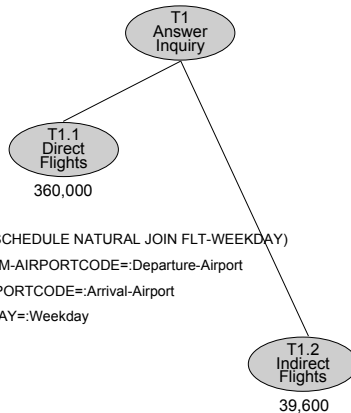 T1
Answer
Inquiry
T1.1
Direct
Flights
360,000
SCHEDULE NATURAL JOIN FLT-WEEKDAY)
M-AIRPORTCODE=:Departure-Airport
PORTCODE=:Arrival-Airport
AY=:Weekday
T1.2
Indirect
Flights
39,600